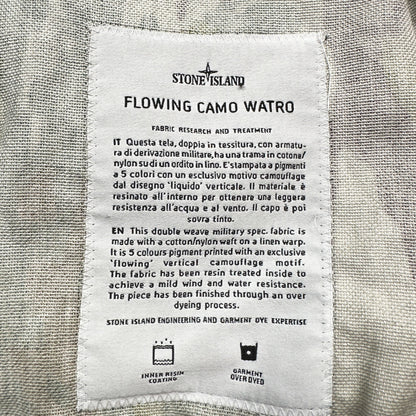 STONE ISLAND
FLOWING CAMO WATRO
FABRIC RESEARCH AND TREATMENT
IT Questa tela, doppia in tessitura, con armatu-
ra di derivazione militare, ha una trama in cotone/
nylon su di un ordito in lino. E'stampata a pigmenti
a 5 colori con un esclusivo motivo camouflage
dal disegno 'liquido' verticale. Il materiale è
resinato all'interno per ottenere una leggera
resistenza all'acqua e al vento. Il capo è poi
sovra tinto.
EN This double weave military spec. fabric is
made with a cotton/nylon weft on a linen warp.
It is 5 colours pigment printed with an exclusive
'flowing' vertical camouflage motif.
The fabric has been resin treated inside to
achieve a mild wind and water resistance.
The piece has been finished through an over
dyeing process.
STONE ISLAND ENGINEERING AND GARMENT DYE EXPERTISE
INNER RESIN
COATING
GARMENT
OVER DYED